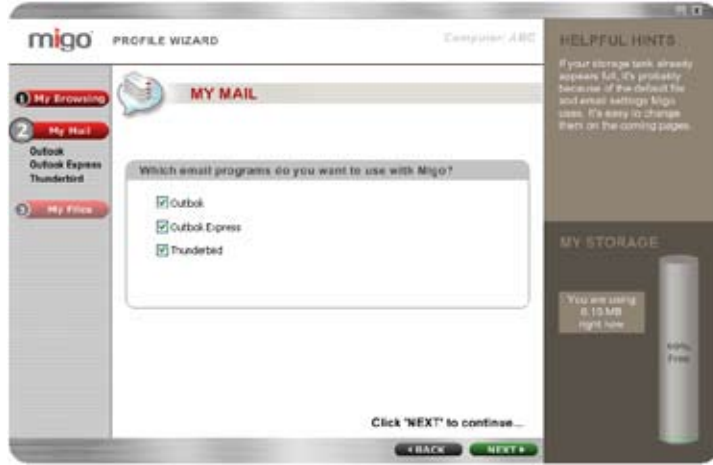 migo
PROFILE WIZARD
Computer: ABC
1 My Browsing
2 My Mail
Outlook
Outlook Express
Thunderbird
3 My Files
MY MAIL
Which email programs do you want to use with Migo?
Outlook
Outlook Express
Thunderbird
Click "NEXT" to continue...
BACK
NEXT
HELPFUL HINTS
If your storage tank already
appears full, it's probably
because of the default file
and email settings Migo
uses. It's easy to change
them on the coming pages.
MY STORAGE
You are using
right now
Free